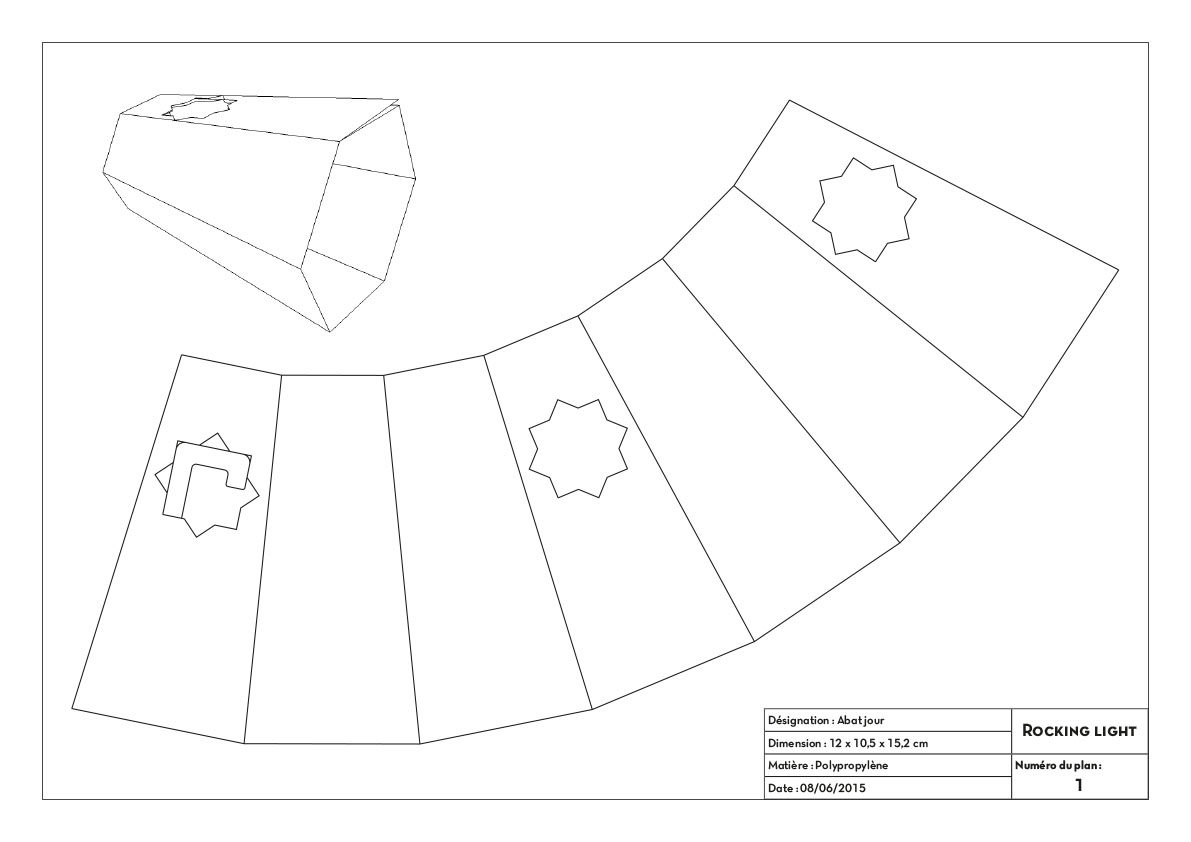 Désignation : Abat jour
Dimension : 12 x 10,5 x 15,2 cm
Matière : Polypropylène
Date : 08/06/2015
Rocking light
Numéro du plan :
1